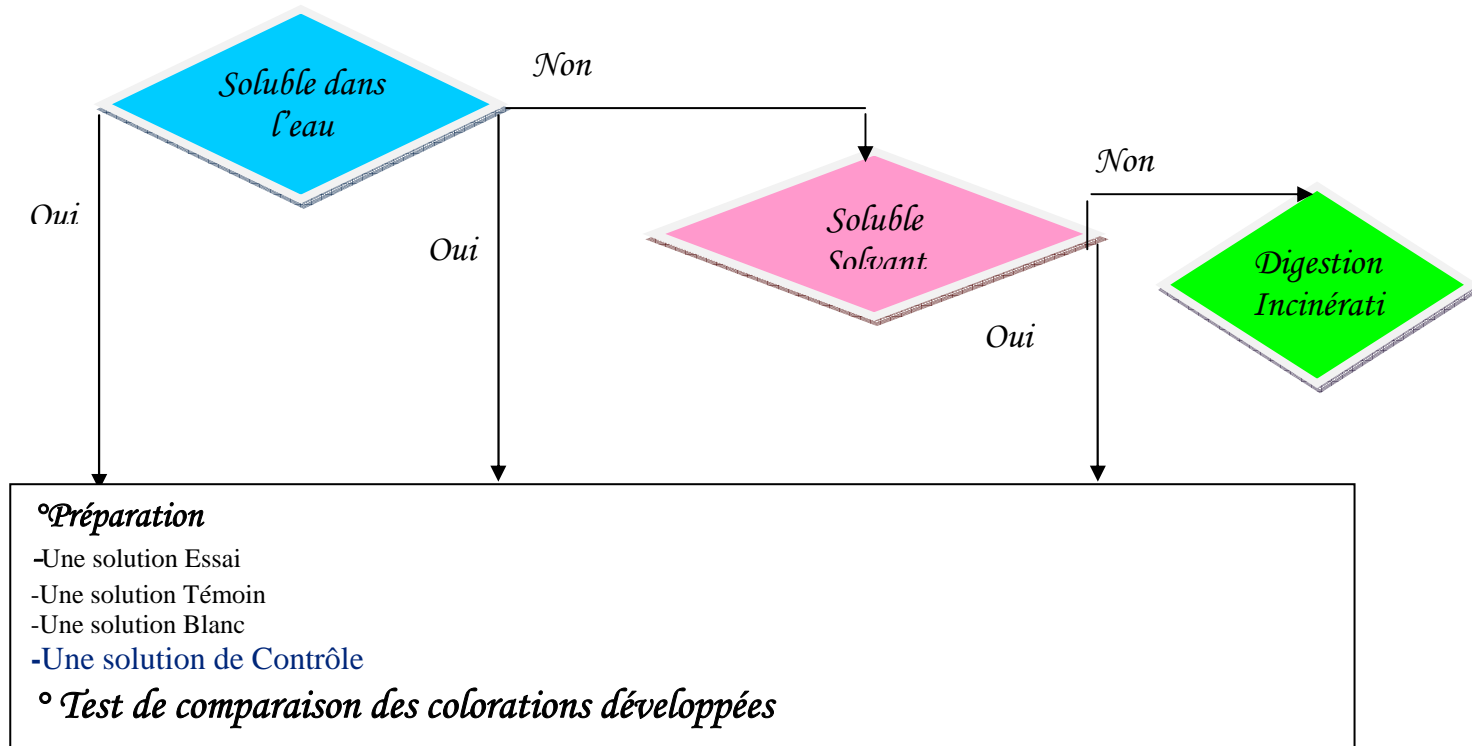 Soluble dans
l'eau
Non
Oui
Oui
Soluble
Solvant
Non
Oui
Digestion
Incinérati
°Préparation
-Une solution Essai
-Une solution Témoin
-Une solution Blanc
-Une solution de Contrôle
° Test de comparaison des colorations développées